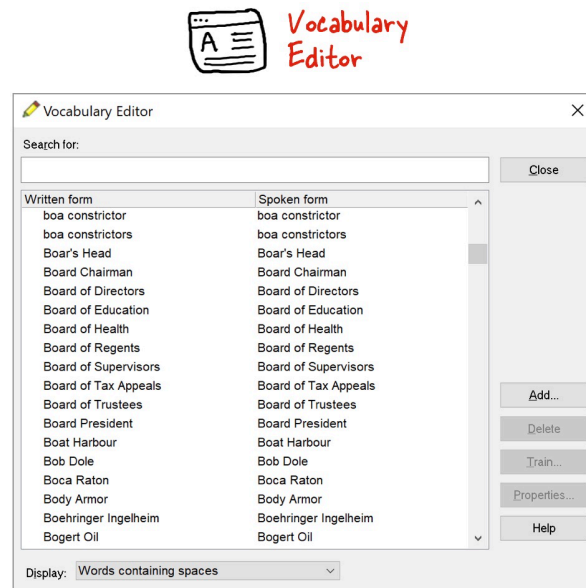 A
Vocabulary
Editor
Vocabulary Editor
Search for:
Close
Written form Spoken form
boa constrictor boa constrictor
boa constrictors boa constrictors
Boar's Head Boar's Head
Board Chairman Board Chairman
Board of Directors Board of Directors
Board of Education Board of Education
Board of Health Board of Health
Board of Regents Board of Regents
Board of Supervisors Board of Supervisors
Board of Tax Appeals Board of Tax Appeals
Board of Trustees Board of Trustees
Board President Board President
Boat Harbour Boat Harbour
Bob Dole Bob Dole
Boca Raton Boca Raton
Body Armor Body Armor
Boehringer Ingelheim Boehringer Ingelheim
Bogert Oil Bogert Oil
Add...
Delete
Train...
Properties...
Help
Display: Words containing spaces